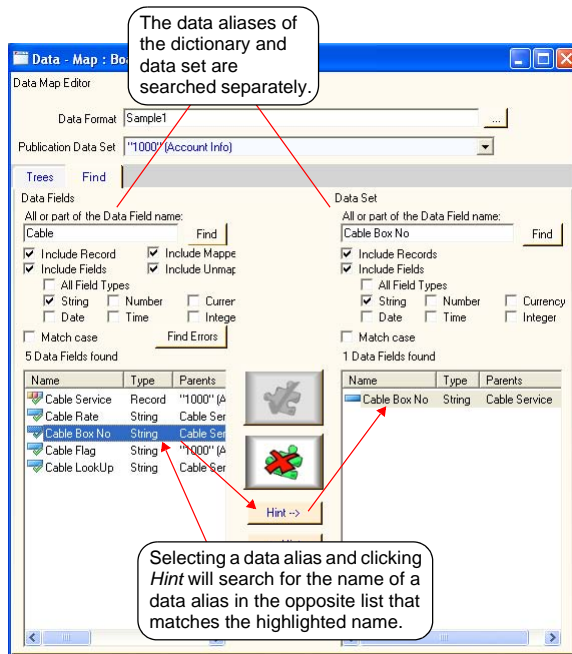 The data aliases of
the dictionary and
data set are
searched separately.
Data - Map : Bo
Data Map Editor
Data Format Sample1 ...
Publication Data Set "1000" (Account Info)
Trees Find
Data Fields
All or part of the Data Field name:
Cable Find
Include Record Include Mappe
Include Fields Include Unmap
All Field Types
String Number Currer
Date Time Intege
Match case Find Errors
5 Data Fields found
Name Type Parents
Cable Service Record "1000" (A
Cable Rate String Cable Ser
Cable Box No String Cable Ser
Cable Flag String "1000" (A
Cable LookUp String Cable Ser
Hint -->
Data Set
All or part of the Data Field name:
Cable Box No Find
Include Records
Include Fields
All Field Types
String Number Currency
Date Time Integer
Match case
1 Data Fields found
Name Type Parents
Cable Box No String Cable Service
Selecting a data alias and clicking
Hint will search for the name of a
data alias in the opposite list that
matches the highlighted name.